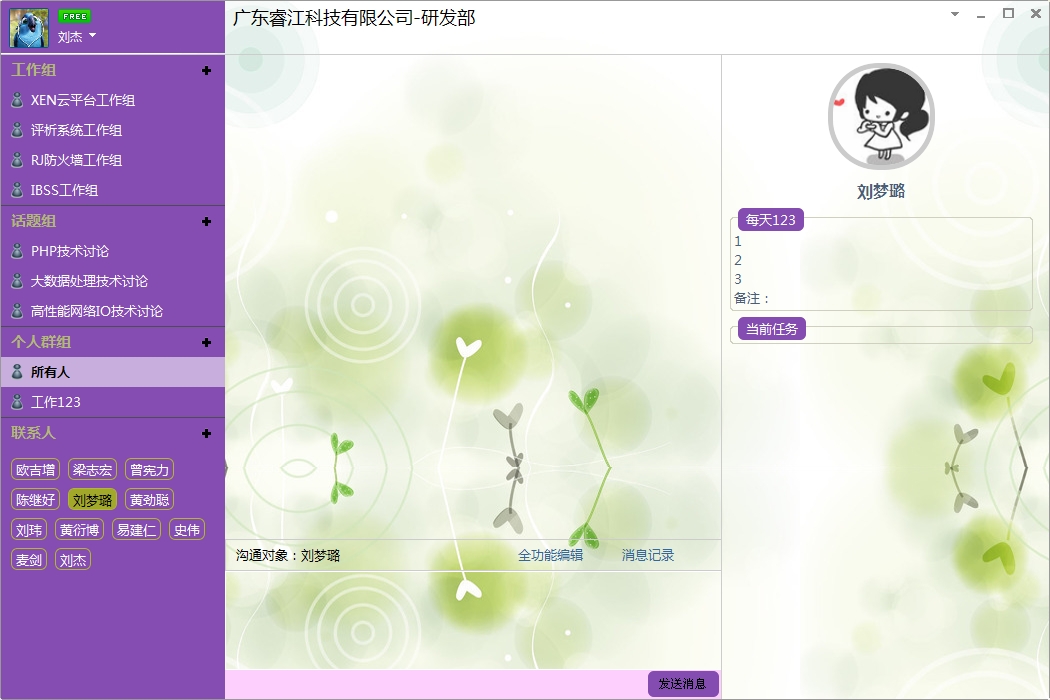 FREE
刘杰
广东睿江科技有限公司-研发部
工作组
XEN云平台工作组
评析系统工作组
RJ防火墙工作组
IBSS工作组
话题组
PHP技术讨论
大数据处理技术讨论
高性能网络IO技术讨论
个人群组
所有人
工作123
联系人
欧吉增 梁志宏 曾宪力
陈继好 刘梦璐 黄劲聪
刘玮 黄衍博 易建仁 史伟
麦剑 刘杰
沟通对象：刘梦璐 全功能编辑 消息记录
发送消息
刘梦璐
每天123
1
2
3
备注：
当前任务